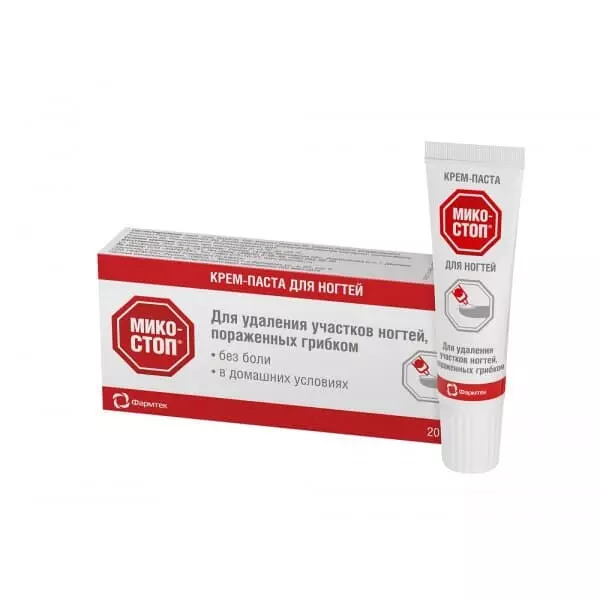 КРЕМ-ПАСТА ДЛЯ НОГТЕЙ
МИКО-
СТОП®
Для удаления участков ногтей,
пораженных грибком
• без боли
• в домашних условиях
Фармтек
20
КРЕМ-ПАСТА
МИКО-
СТОП®
ДЛЯ НОГТЕЙ
Для удаления
участков ногтей,
пораженных грибком